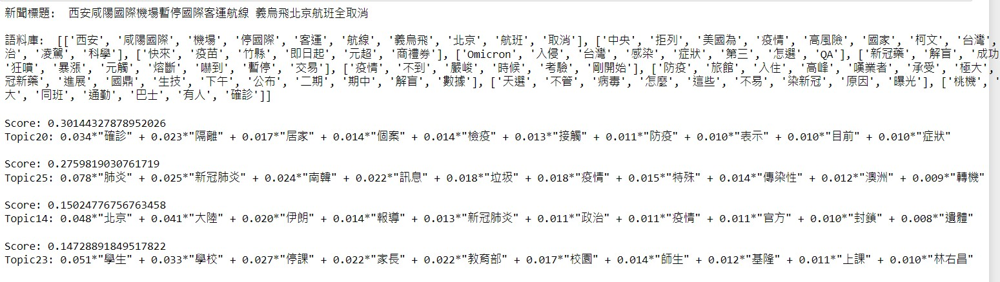 新聞標題:  西安咸陽國際機場暫停國際客運航線 義烏飛北京航班全取消
語料庫:  [['西安', '咸陽國際', '機場', '停國際', '客運', '航線', '義烏飛', '北京', '航班', '取消'], ['中央', '拒列', '美國為', '疫情', '高風險', '國家', '柯文', '台灣',
治', '凌駕', '科學'], ['快來', '疫苗', '竹縣', '即日起', '元超', '商禮券'], ['Omicron', '入侵', '台灣', '感染', '症狀', '第三', '怎選', 'QA'], ['新冠藥', '解盲', '成功
'狂噴', '暴漲', '元觸', '熔斷', '嚇到', '暫停', '交易'], ['疫情', '不到', '嚴峻', '時候', '考驗', '剛開始'], ['防疫', '旅館', '入住', '高峰', '嘆業者', '承受', '極大',
冠新藥', '進展', '國鼎', '生技', '下午', '公布', '二期', '期中', '解盲', '數據'], ['天選', '不管', '病毒', '怎麼', '這些', '不易', '染新冠', '原因', '曝光'], ['桃機', '
大', '同班', '通勤', '巴士', '有人', '確診']]
Score: 0.30144327878952026
Topic20: 0.034*"確診" + 0.023*"隔離" + 0.017*"居家" + 0.014*"個案" + 0.014*"檢疫" + 0.013*"接觸" + 0.011*"防疫" + 0.010*"表示" + 0.010*"目前" + 0.010*"症狀"
Score: 0.2759819030761719
Topic25: 0.078*"肺炎" + 0.025*"新冠肺炎" + 0.024*"南韓" + 0.022*"訊息" + 0.018*"垃圾" + 0.018*"疫情" + 0.015*"特殊" + 0.014*"傳染性" + 0.012*"澳洲" + 0.009*"轉機"
Score: 0.15024776756763458
Topic14: 0.048*"北京" + 0.041*"大陸" + 0.020*"伊朗" + 0.014*"報導" + 0.013*"新冠肺炎" + 0.011*"政治" + 0.011*"疫情" + 0.011*"官方" + 0.010*"封鎖" + 0.008*"遺體"
Score: 0.14728891849517822
Topic23: 0.051*"學生" + 0.033*"學校" + 0.027*"停課" + 0.022*"家長" + 0.022*"教育部" + 0.017*"校園" + 0.014*"師生" + 0.012*"基隆" + 0.011*"上課" + 0.010*"林右昌"